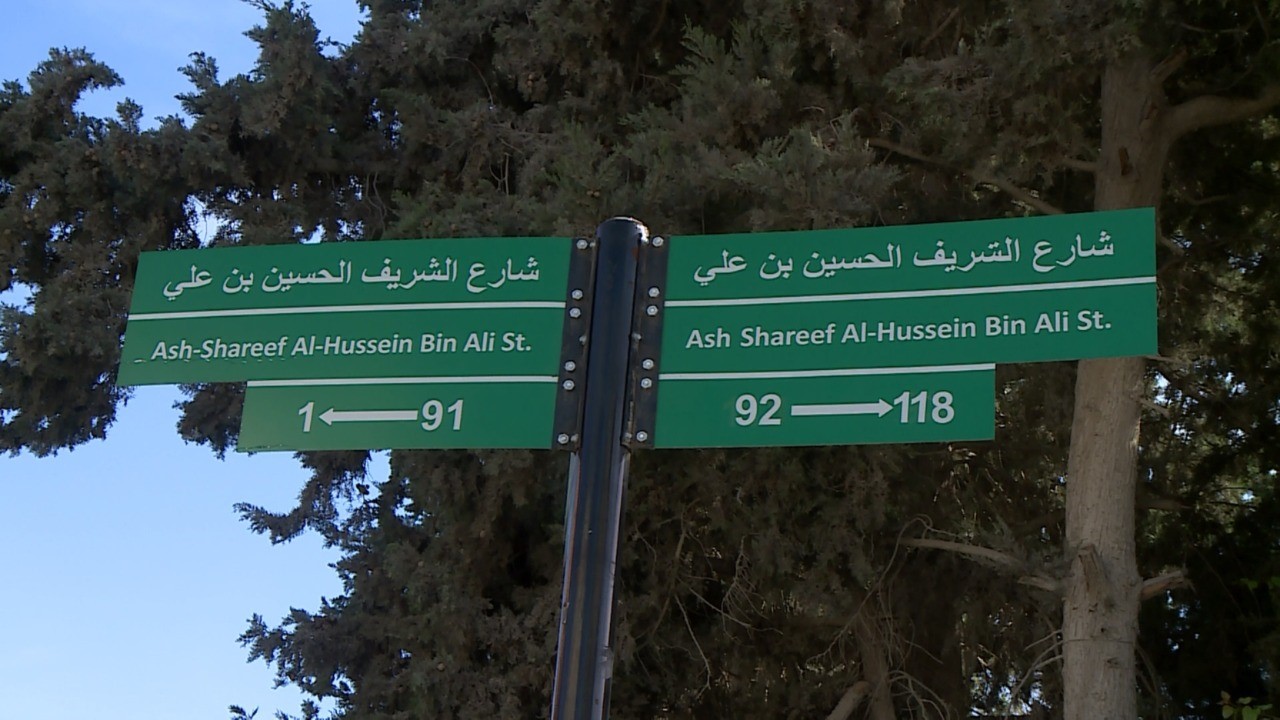 شارع الشريف الحسين بن علي
Ash-Shareef Al-Hussein Bin Ali St.
1←91
شارع الشريف الحسين بن علي
Ash Shareef Al-Hussein Bin Ali St.
92→118